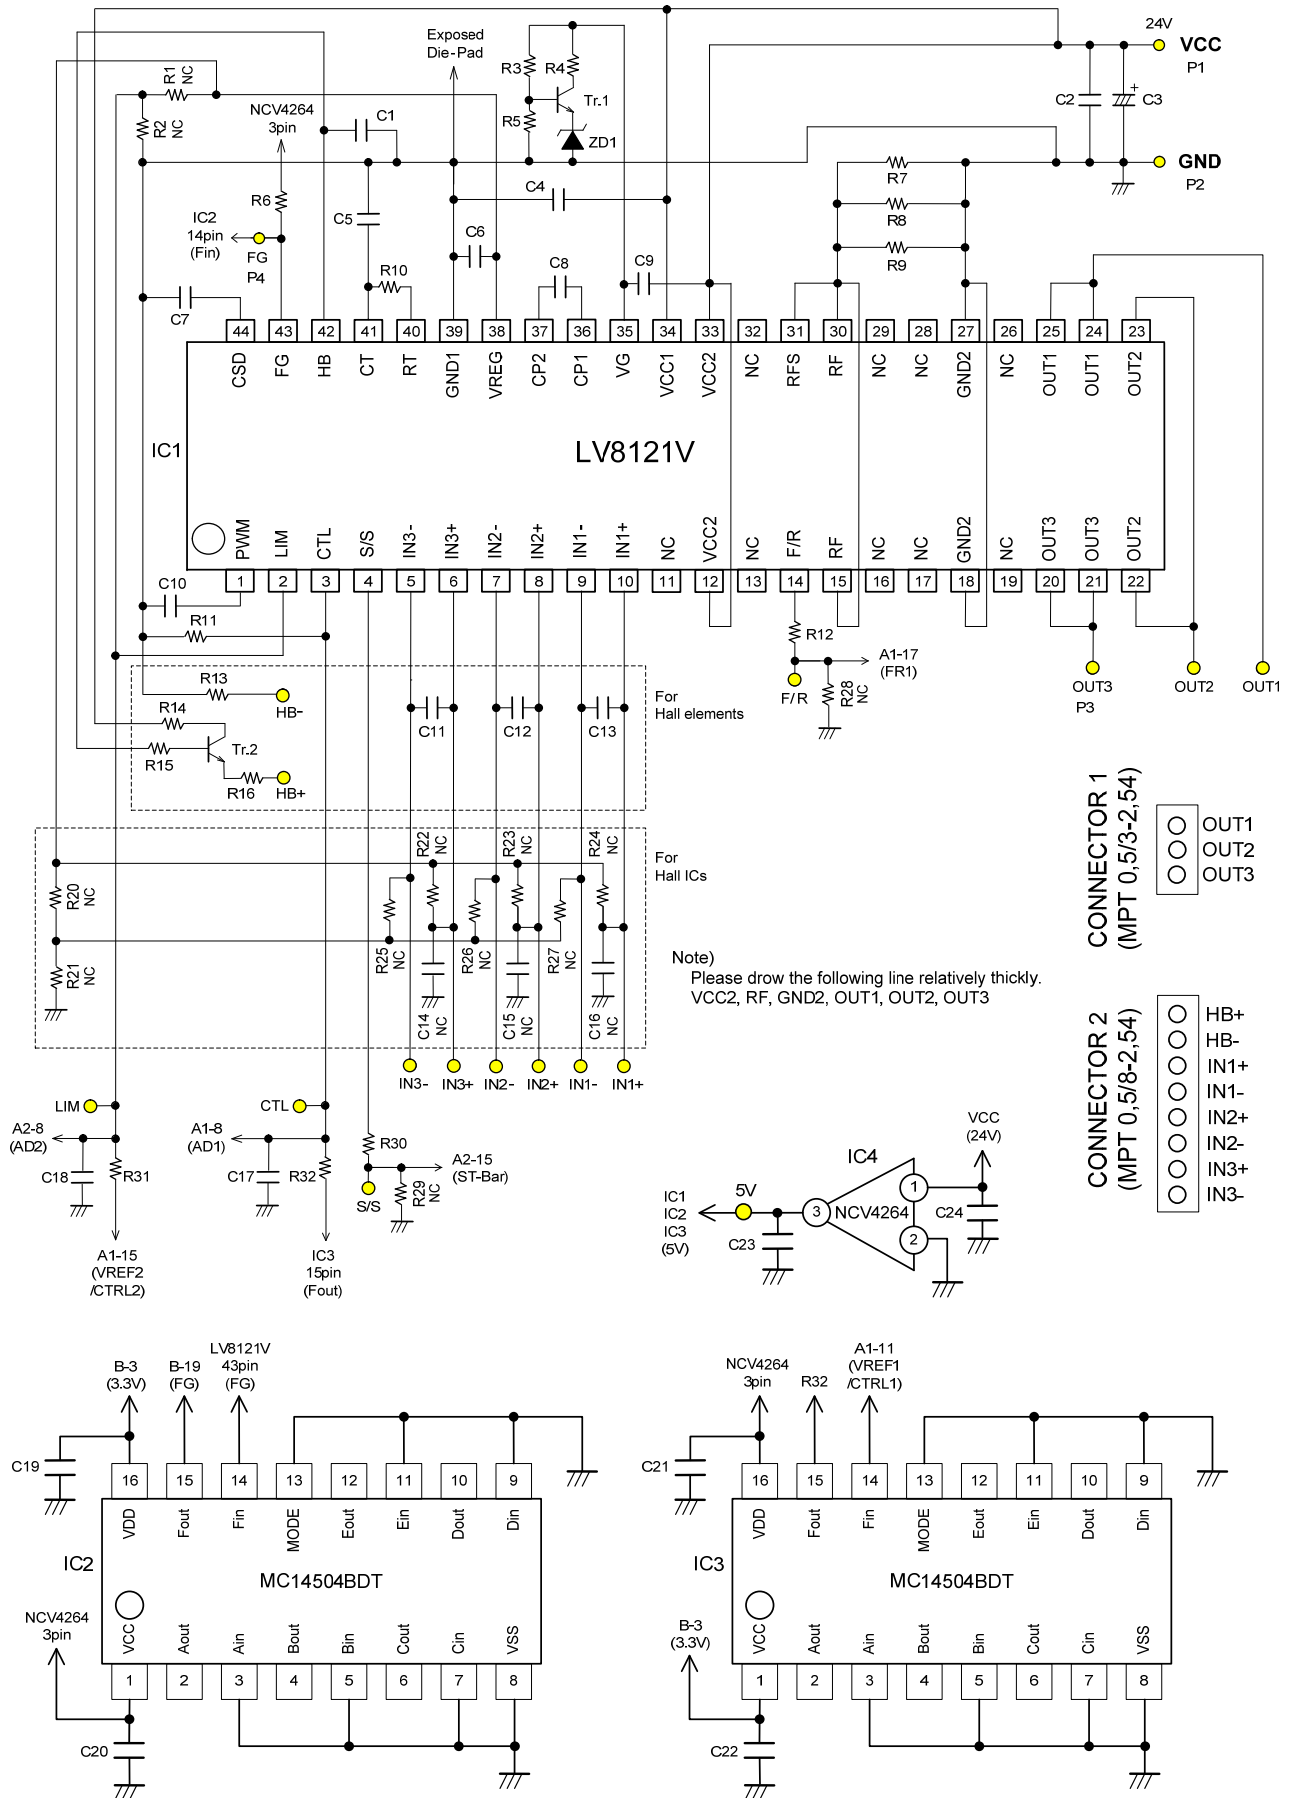 24V
VCC
P1
Exposed
Die-Pad
R1
NC
R2
NC
R3
R4
Tr.1
R5
ZD1
C2
C3
+
NCV4264
3pin
C1
GND
P2
R6
C5
C4
R7
R8
R9
IC2
14pin
(Fin)
FG
P4
C6
R10
C8
C9
C7
44
43
42
41
40
39
38
37
36
35
34
33
32
31
30
29
28
27
26
25
24
23
CSD
FG
HB
CT
RT
GND1
VREG
CP2
CP1
VG
VCC1
VCC2
NC
RFS
RF
NC
NC
GND2
NC
OUT1
OUT1
OUT2
IC1
LV8121V
PWM
LIM
CTL
S/S
IN3-
IN3+
IN2-
IN2+
IN1-
IN1+
NC
VCC2
NC
F/R
RF
NC
NC
GND2
NC
OUT3
OUT3
OUT2
1
2
3
4
5
6
7
8
9
10
11
12
13
14
15
16
17
18
19
20
21
22
C10
R11
R12
A1-17
(FR1)
F/R
R28
NC
OUT3
P3
OUT2
OUT1
R13
HB-
R14
R15
Tr.2
R16
HB+
C11
C12
C13
For
Hall elements
For
Hall ICs
R20
NC
R21
NC
R22
NC
R23
NC
R24
NC
R25
NC
R26
NC
R27
NC
C14
NC
C15
NC
C16
NC
IN3-
IN3+
IN2-
IN2+
IN1-
IN1+
Note)
Please drow the following line relatively thickly.
VCC2, RF, GND2, OUT1, OUT2, OUT3
CONNECTOR 1
(MPT 0,5/3-2,54)
OUT1
OUT2
OUT3
CONNECTOR 2
(MPT 0,5/8-2,54)
HB+
HB-
IN1+
IN1-
IN2+
IN2-
IN3+
IN3-
LIM
A2-8
(AD2)
C18
R31
A1-15
(VREF2
/CTRL2)
CTL
A1-8
(AD1)
C17
R32
IC3
15pin
(Fout)
R30
A2-15
(ST-Bar)
S/S
R29
NC
VCC
(24V)
IC4
NCV4264
1
2
3
5V
IC1
IC2
IC3
(5V)
C23
C24
B-3
(3.3V)
B-19
(FG)
LV8121V
43pin
(FG)
C19
16
15
14
13
12
11
10
9
VDD
Fout
Fin
MODE
Eout
Ein
Dout
Din
IC2
MC14504BDT
NCV4264
3pin
VCC
Aout
Ain
Bout
Bin
Cout
Cin
VSS
1
2
3
4
5
6
7
8
C20
NCV4264
3pin
R32
A1-11
(VREF1
/CTRL1)
C21
16
15
14
13
12
11
10
9
VDD
Fout
Fin
MODE
Eout
Ein
Dout
Din
IC3
MC14504BDT
B-3
(3.3V)
VCC
Aout
Ain
Bout
Bin
Cout
Cin
VSS
1
2
3
4
5
6
7
8
C22